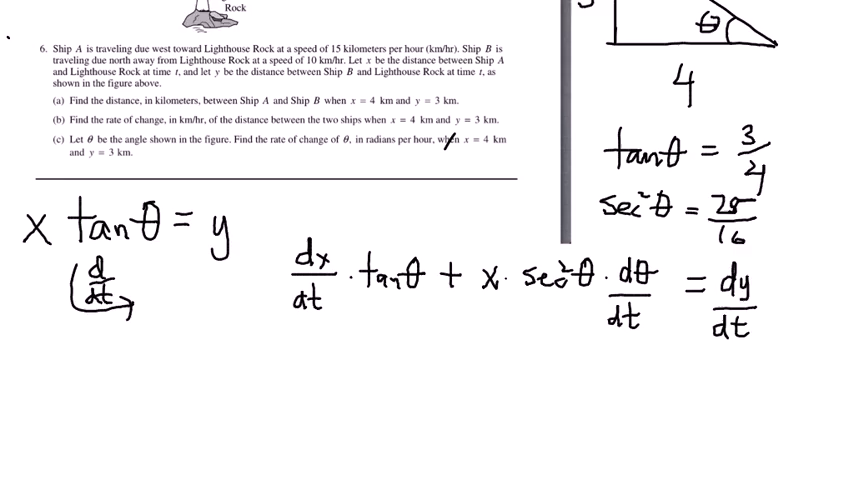 Rock
6. Ship A is traveling due west toward Lighthouse Rock at a speed of 15 kilometers per hour (km/hr). Ship B is
traveling due north away from Lighthouse Rock at a speed of 10 km/hr. Let x be the distance between Ship A
and Lighthouse Rock at time t, and let y be the distance between Ship B and Lighthouse Rock at time t, as
shown in the figure above.
(a) Find the distance, in kilometers, between Ship A and Ship B when x = 4 km and y = 3 km.
(b) Find the rate of change, in km/hr, of the distance between the two ships when x = 4 km and y = 3 km.
(c) Let θ be the angle shown in the figure. Find the rate of change of θ, in radians per hour, when x = 4 km
and y = 3 km.
θ
4
tanθ = 3/4
sec²θ = 25/16
x tanθ = y
d/dt
dx/dt · tanθ + x · sec²θ · dθ/dt = dy/dt